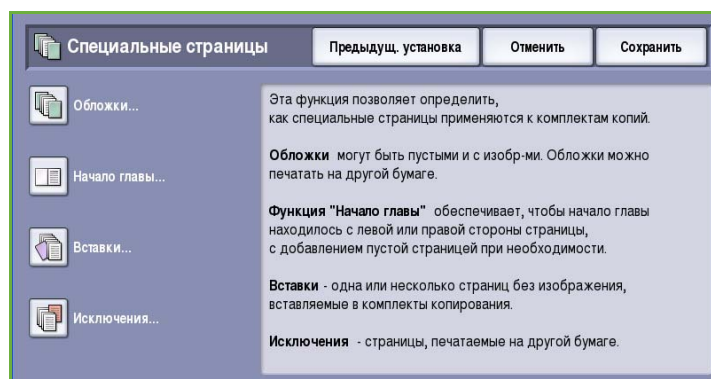 Специальные страницы
Предыдущ. установка
Отменить
Сохранить
Обложки...
Начало главы...
Вставки...
Исключения...
Эта функция позволяет определить,
как специальные страницы применяются к комплектам копий.
Обложки могут быть пустыми и с изобр-ми. Обложки можно
печатать на другой бумаге.
Функция "Начало главы" обеспечивает, чтобы начало главы
находилось с левой или правой стороны страницы,
с добавлением пустой страницей при необходимости.
Вставки - одна или несколько страниц без изображения,
вставляемые в комплекты копирования.
Исключения - страницы, печатаемые на другой бумаге.